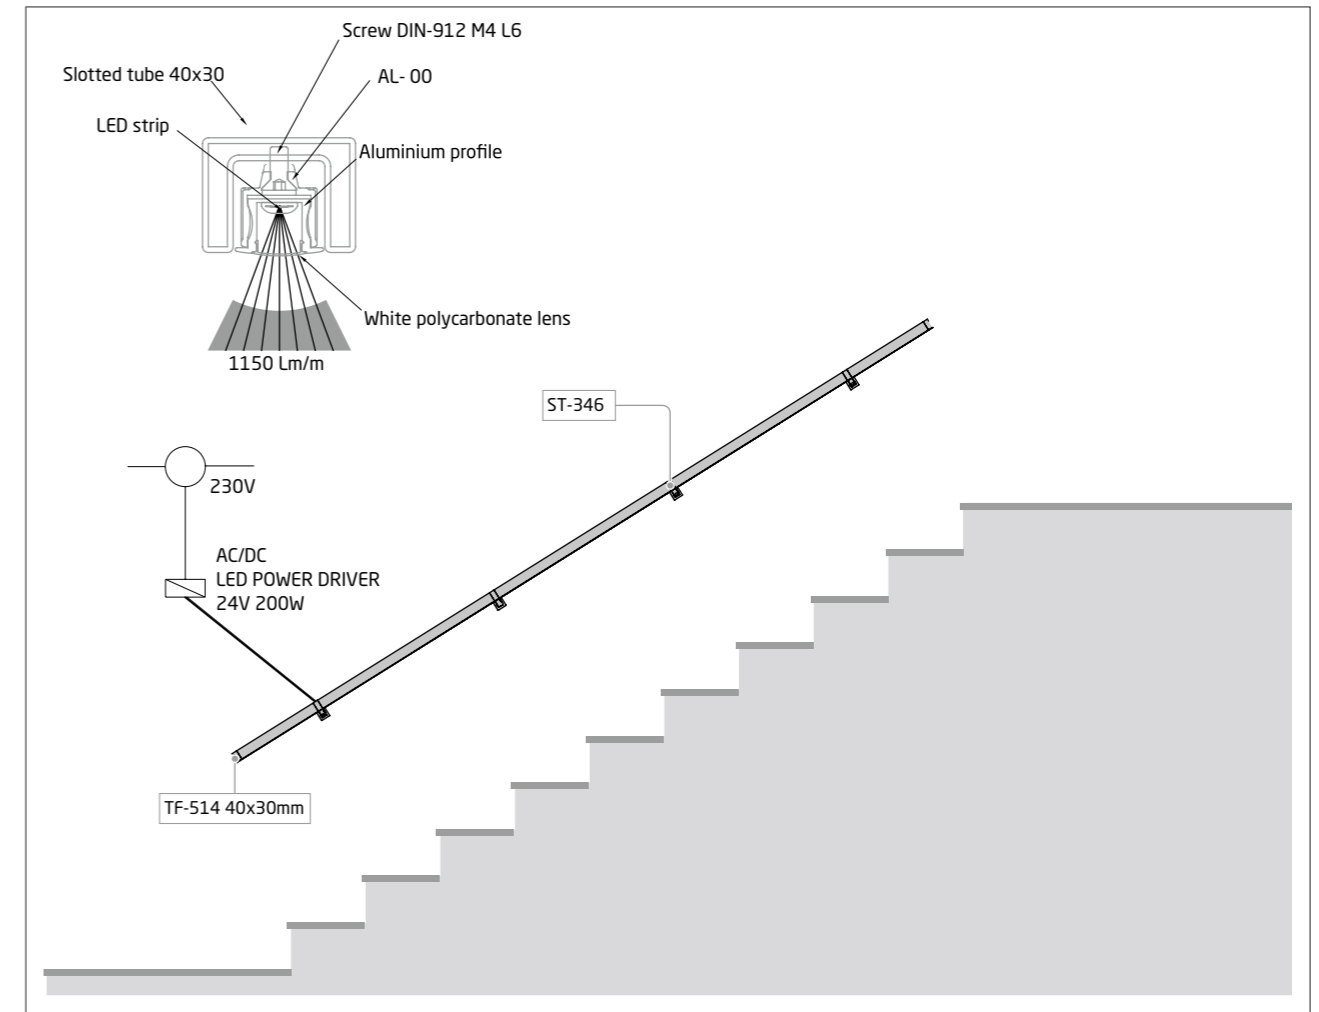 Screw DIN-912 M4 L6
Slotted tube 40x30
AL- 00
LED strip
Aluminium profile
White polycarbonate lens
1150 Lm/m
ST-346
230V
AC/DC
LED POWER DRIVER
24V 200W
TF-514 40x30mm